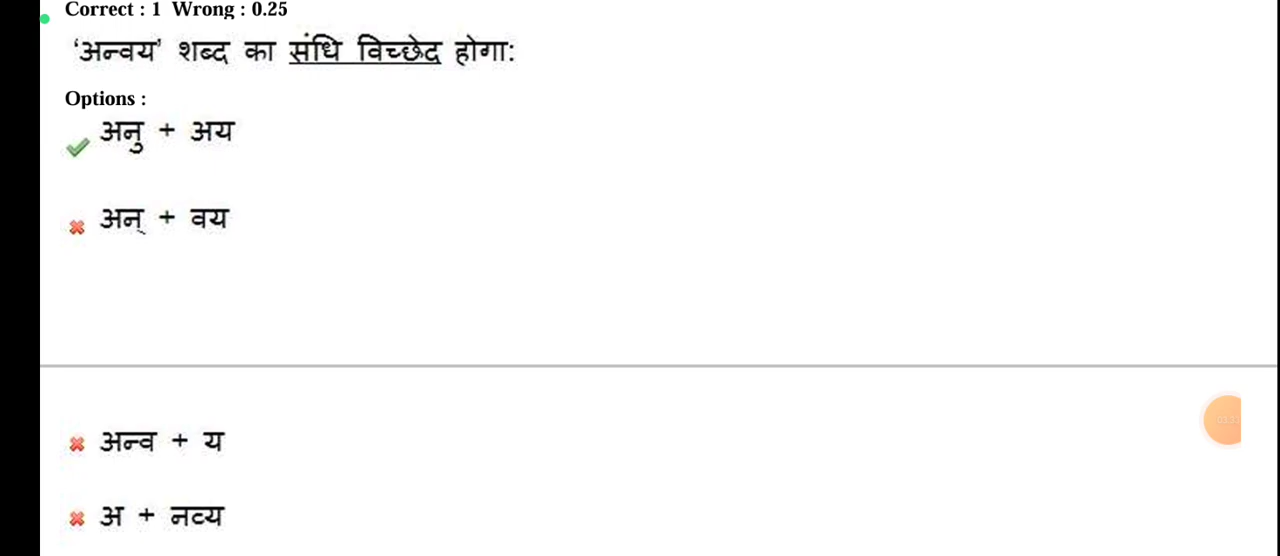 Correct : 1 Wrong : 0.25
'अन्वय' शब्द का संधि विच्छेद होगा:
Options :
अनु + अय
अन् + वय
अन्व + य
अ + नव्य